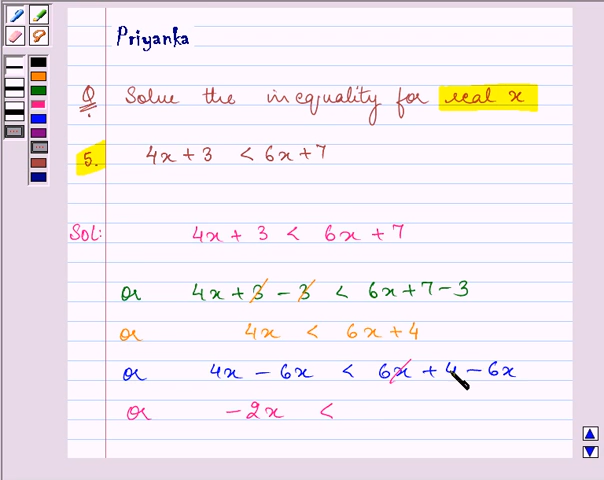 Priyanka
Q. Solve the inequality for real x
5. 4x + 3 < 6x + 7
Sol: 4x + 3 < 6x + 7
or 4x + 3 - 3 < 6x + 7 - 3
or 4x < 6x + 4
or 4x - 6x < 6x + 4 - 6x
or -2x <